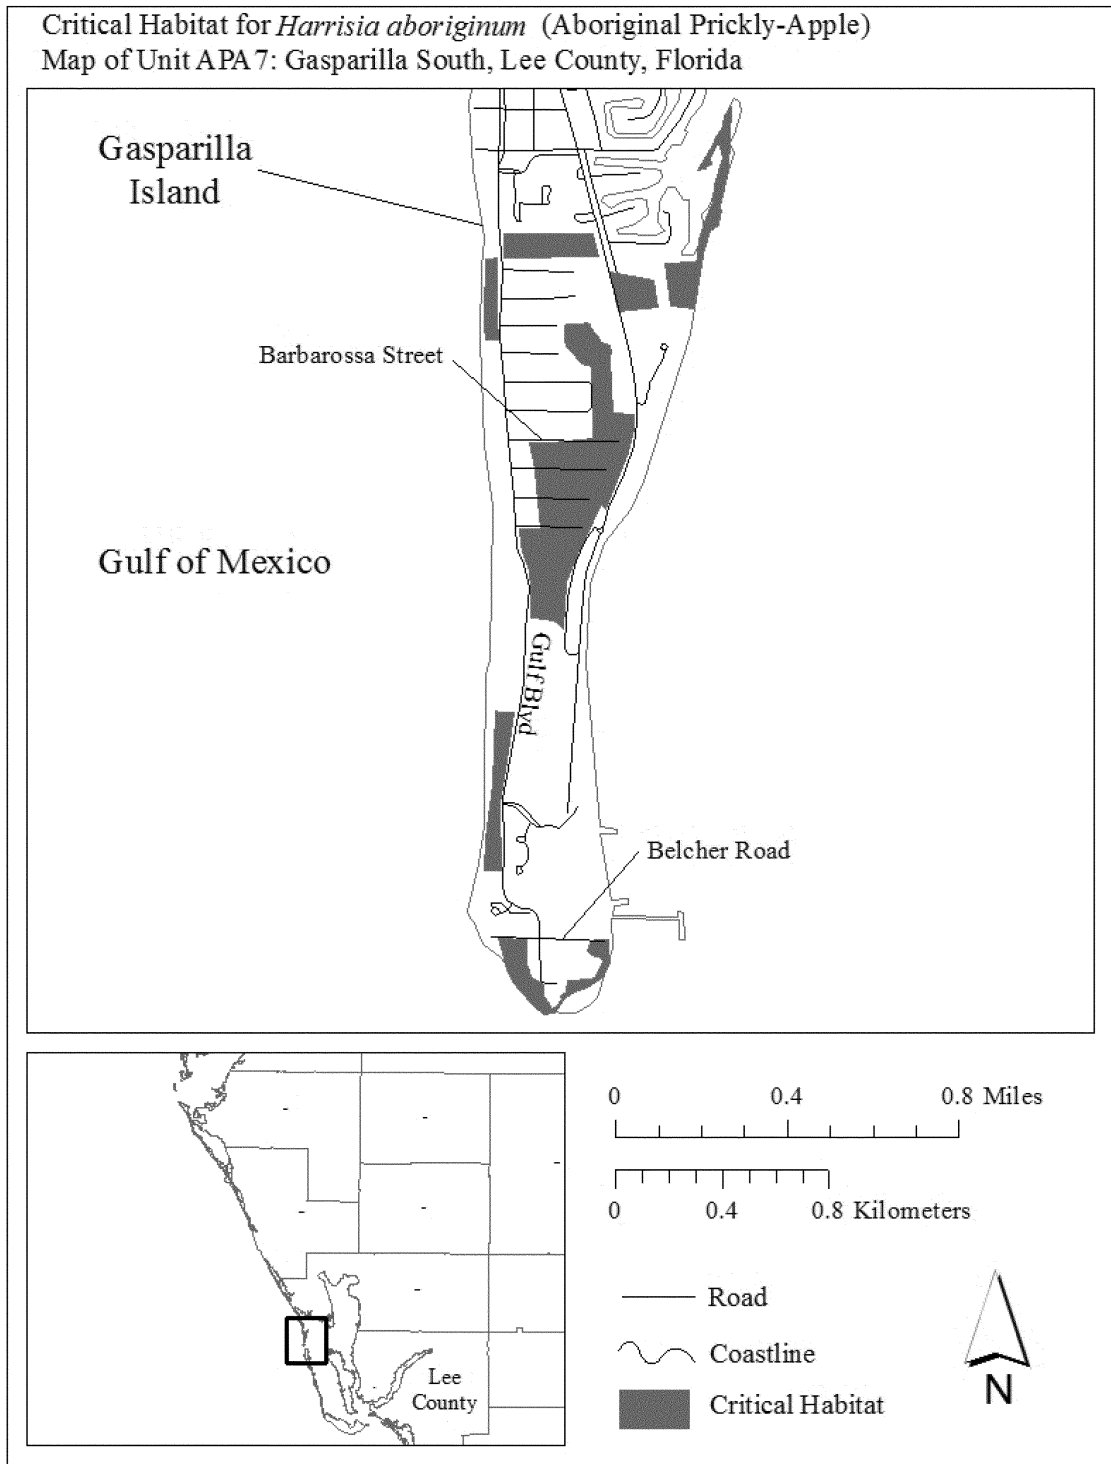 Critical Habitat for Harrisia aboriginum (Aboriginal Prickly-Apple)
Map of Unit APA7: Gasparilla South, Lee County, Florida
Gasparilla
Island
Barbarossa Street
Gulf of Mexico
Gulf Blvd
Belcher Road
Lee
County
0 0.4 0.8 Miles
0 0.4 0.8 Kilometers
Road
Coastline
Critical Habitat
N